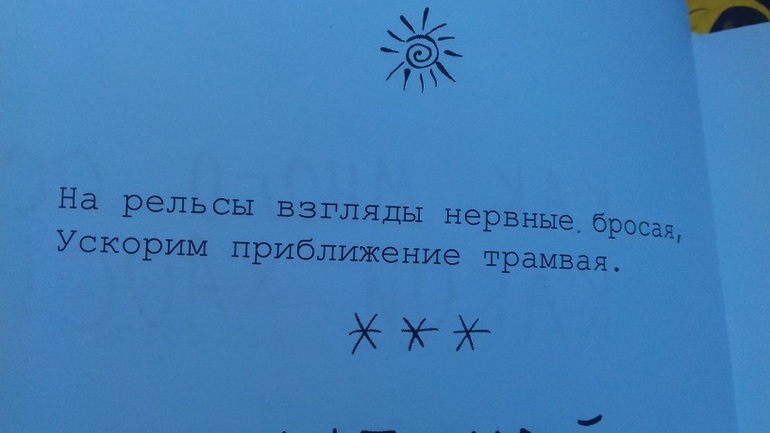 На рельсы взгляды нервные. бросая,
Ускорим приближение трамвая.
* * *